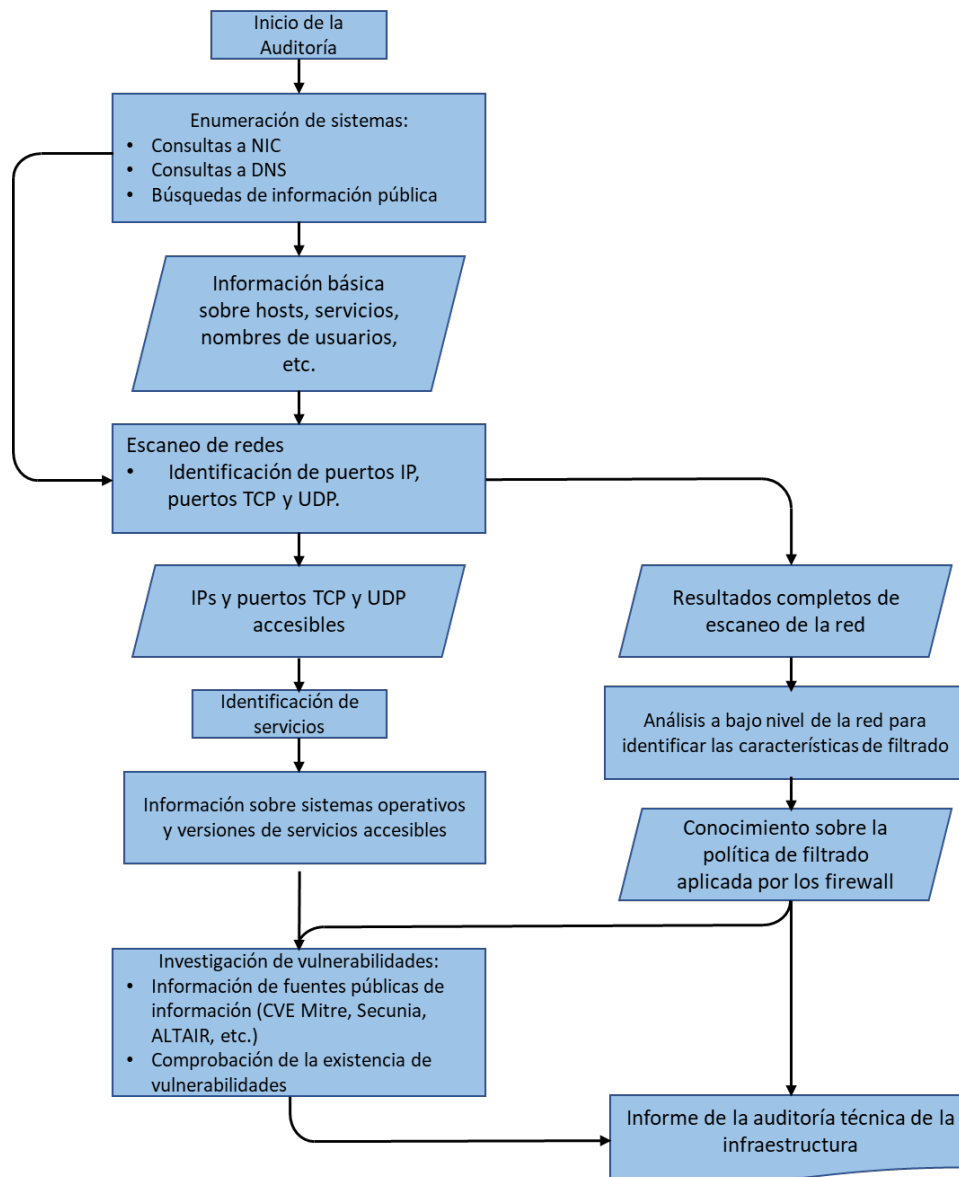 Inicio de la
Auditoría
Enumeración de sistemas:
• Consultas a NIC
• Consultas a DNS
• Búsquedas de información pública
Información básica
sobre hosts, servicios,
nombres de usuarios,
etc.
Escaneo de redes
• Identificación de puertos IP,
puertos TCP y UDP.
IPs y puertos TCP y UDP
accesibles
Resultados completos de
escaneo de la red
Identificación de
servicios
Análisis a bajo nivel de la red para
identificar las características de filtrado
Información sobre sistemas operativos
y versiones de servicios accesibles
Conocimiento sobre la
política de filtrado
aplicada por los firewall
Investigación de vulnerabilidades:
• Información de fuentes públicas de
información (CVE Mitre, Secunia,
ALTAIR, etc.)
• Comprobación de la existencia de
vulnerabilidades
Informe de la auditoría técnica de la
infraestructura